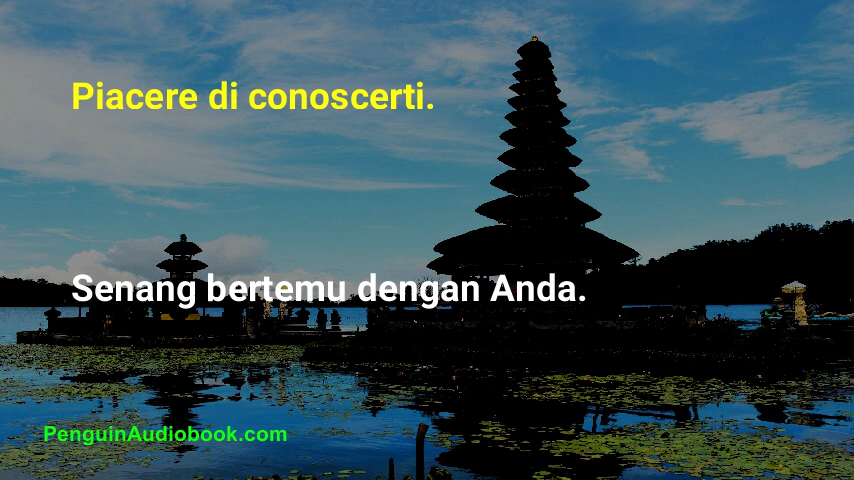 Piacere di conoscerti.
Senang bertemu dengan Anda.
PenguinAudiobook.com